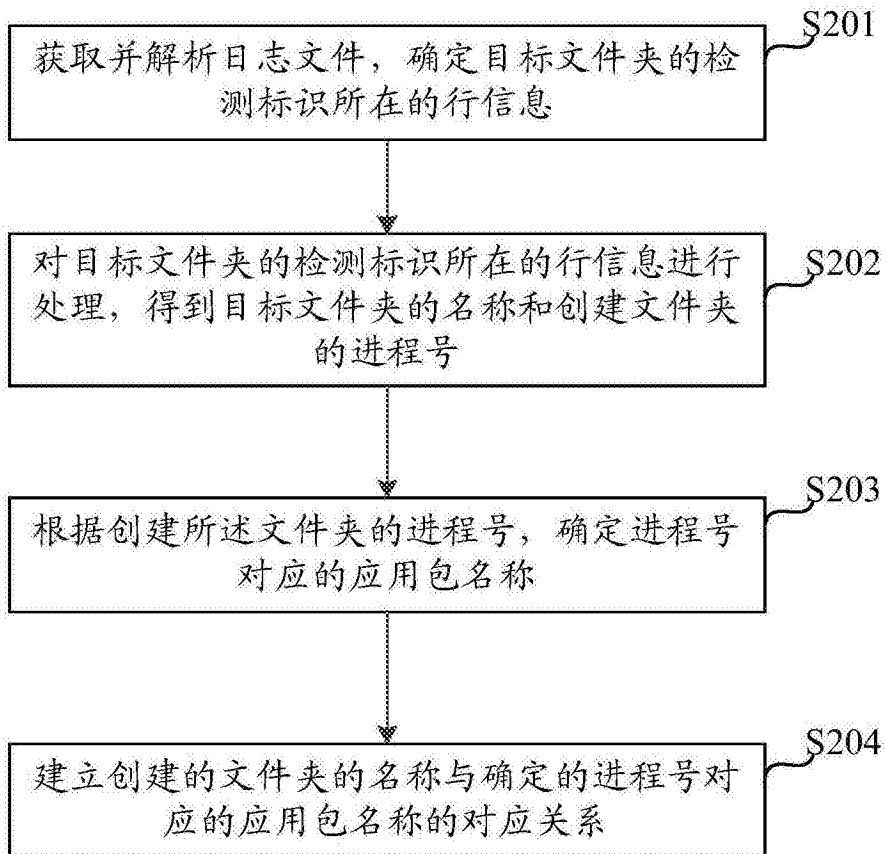 S201
获取并解析日志文件，确定目标文件夹的检
测标识所在的行信息
S202
对目标文件夹的检测标识所在的行信息进行
处理，得到目标文件夹的名称和创建文件夹
的进程号
S203
根据创建所述文件夹的进程号，确定进程号
对应的应用包名称
S204
建立创建的文件夹的名称与确定的进程号对
应的应用包名称的对应关系